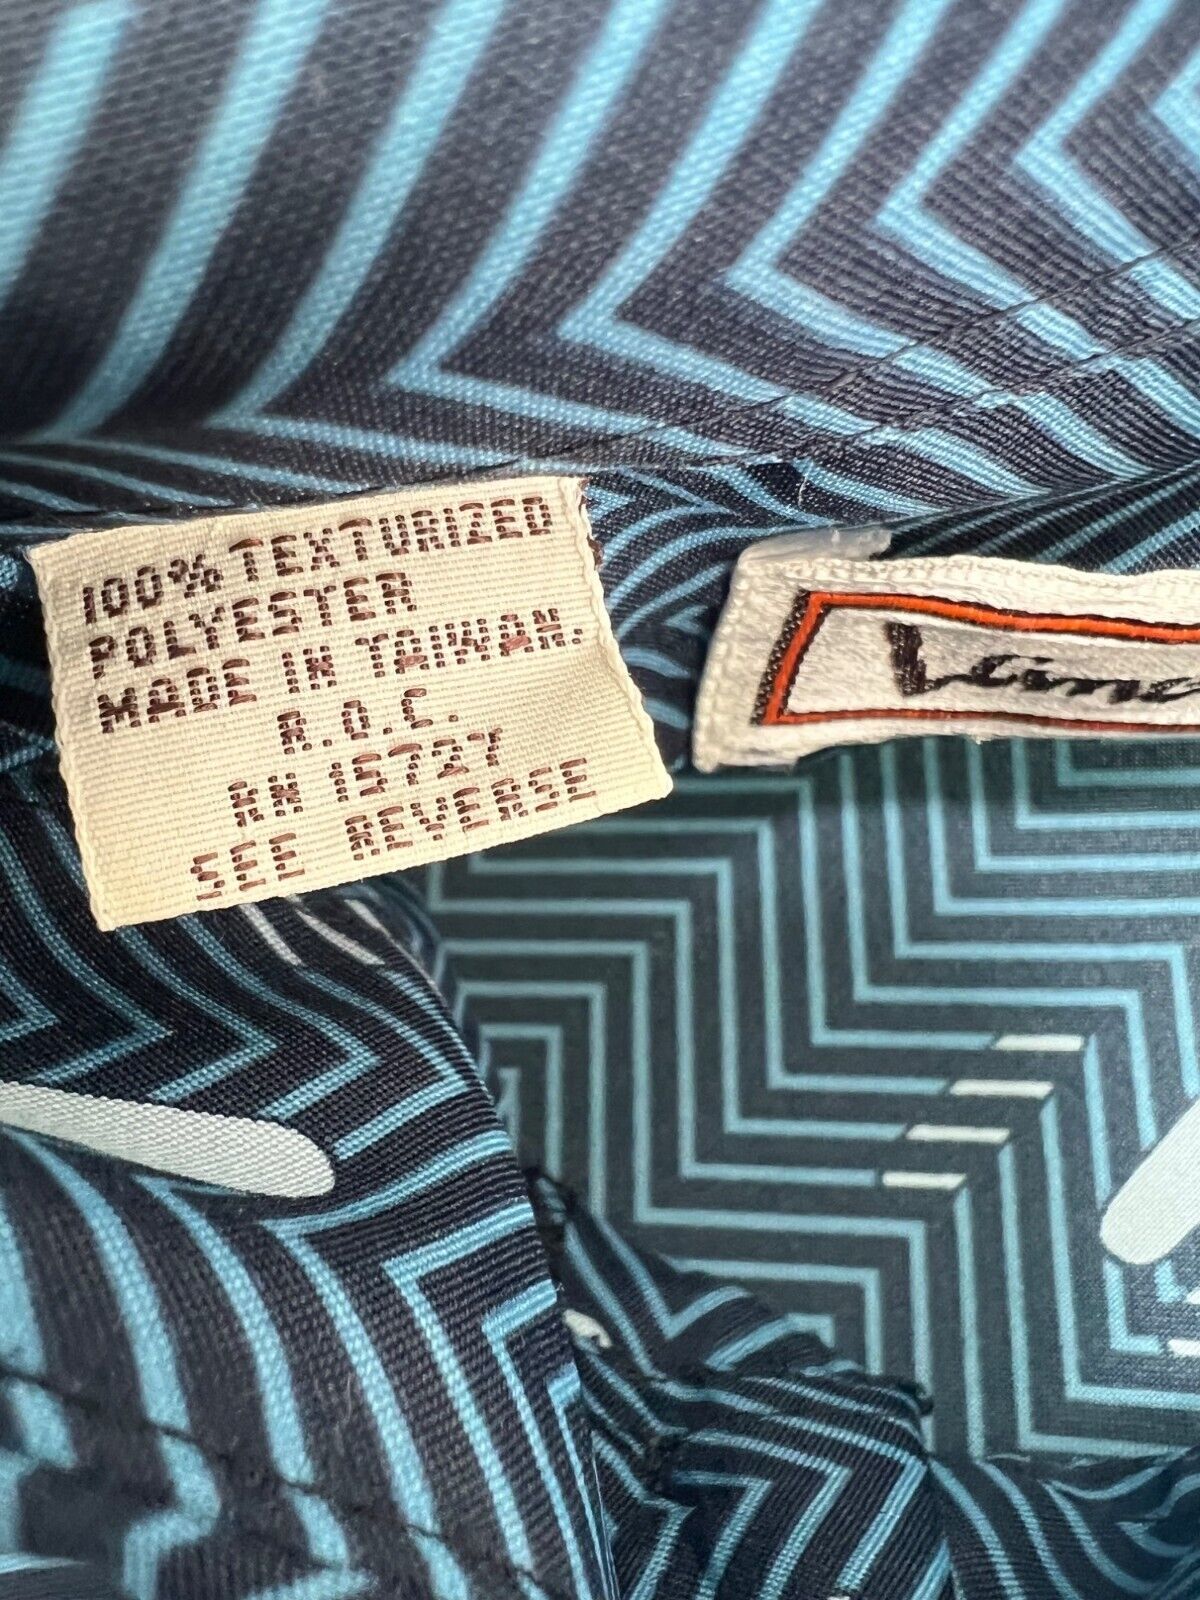 100% TEXTURIZED
POLYESTER
MADE IN TAIWAN.
R.O.C.
RN 15727
SEE REVERSE